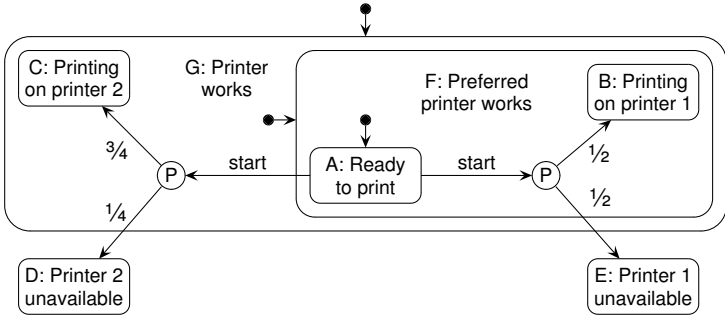 C: Printing
on printer 2
G: Printer
works
F: Preferred
printer works
B: Printing
on printer 1
¾
P
start
A: Ready
to print
start
P
½
½
¼
D: Printer 2
unavailable
E: Printer 1
unavailable